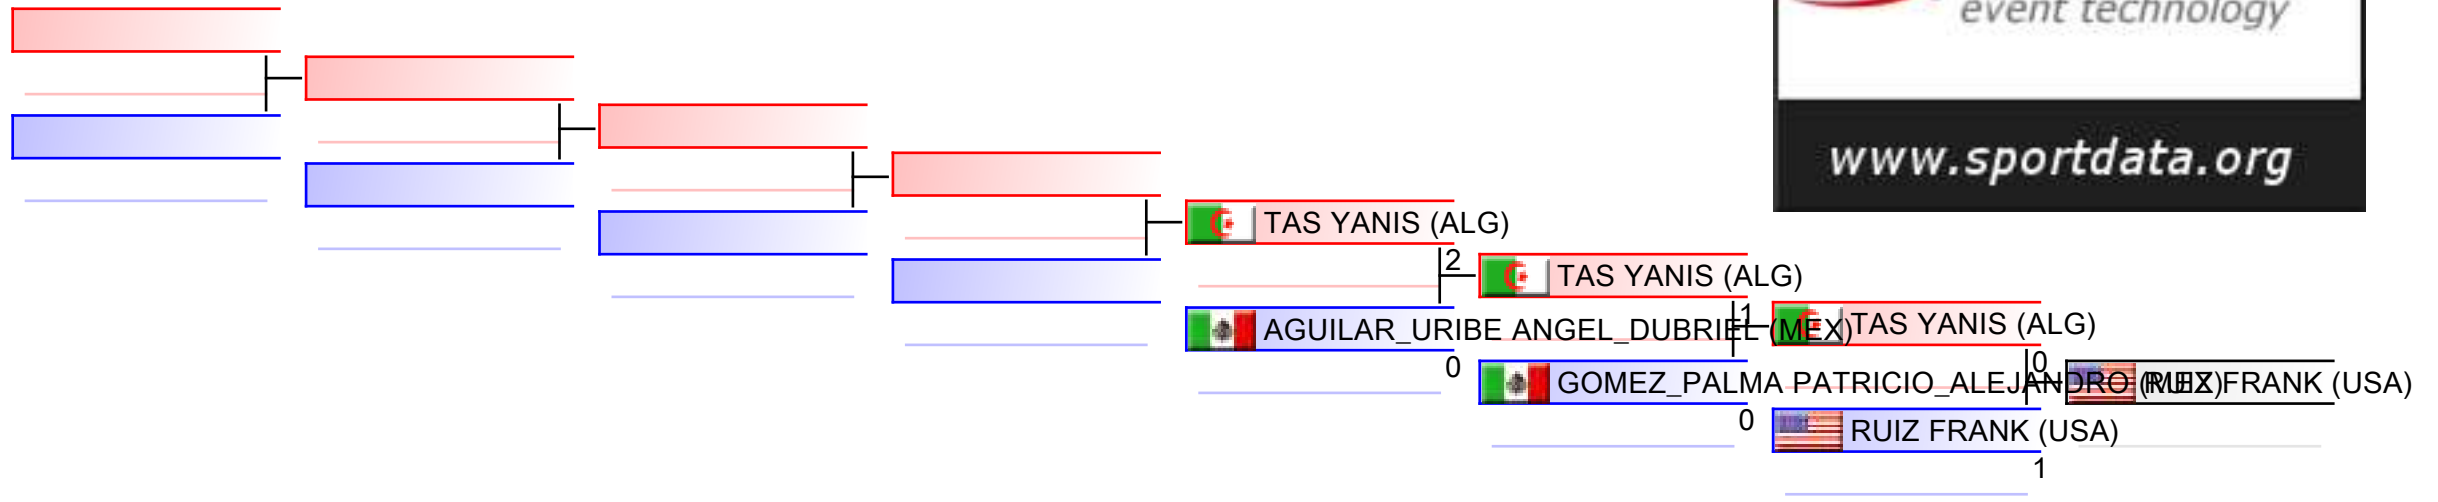 event technology
www.sportdata.org
TAS YANIS (ALG)
2
TAS YANIS (ALG)
AGUILAR_URIBE ANGEL_DUBRIEL (MEX)
1
TAS YANIS (ALG)
0
GOMEZ_PALMA PATRICIO_ALEJANDRO (MEX)
0
RUIZ FRANK (USA)
0
RUIZ FRANK (USA)
1